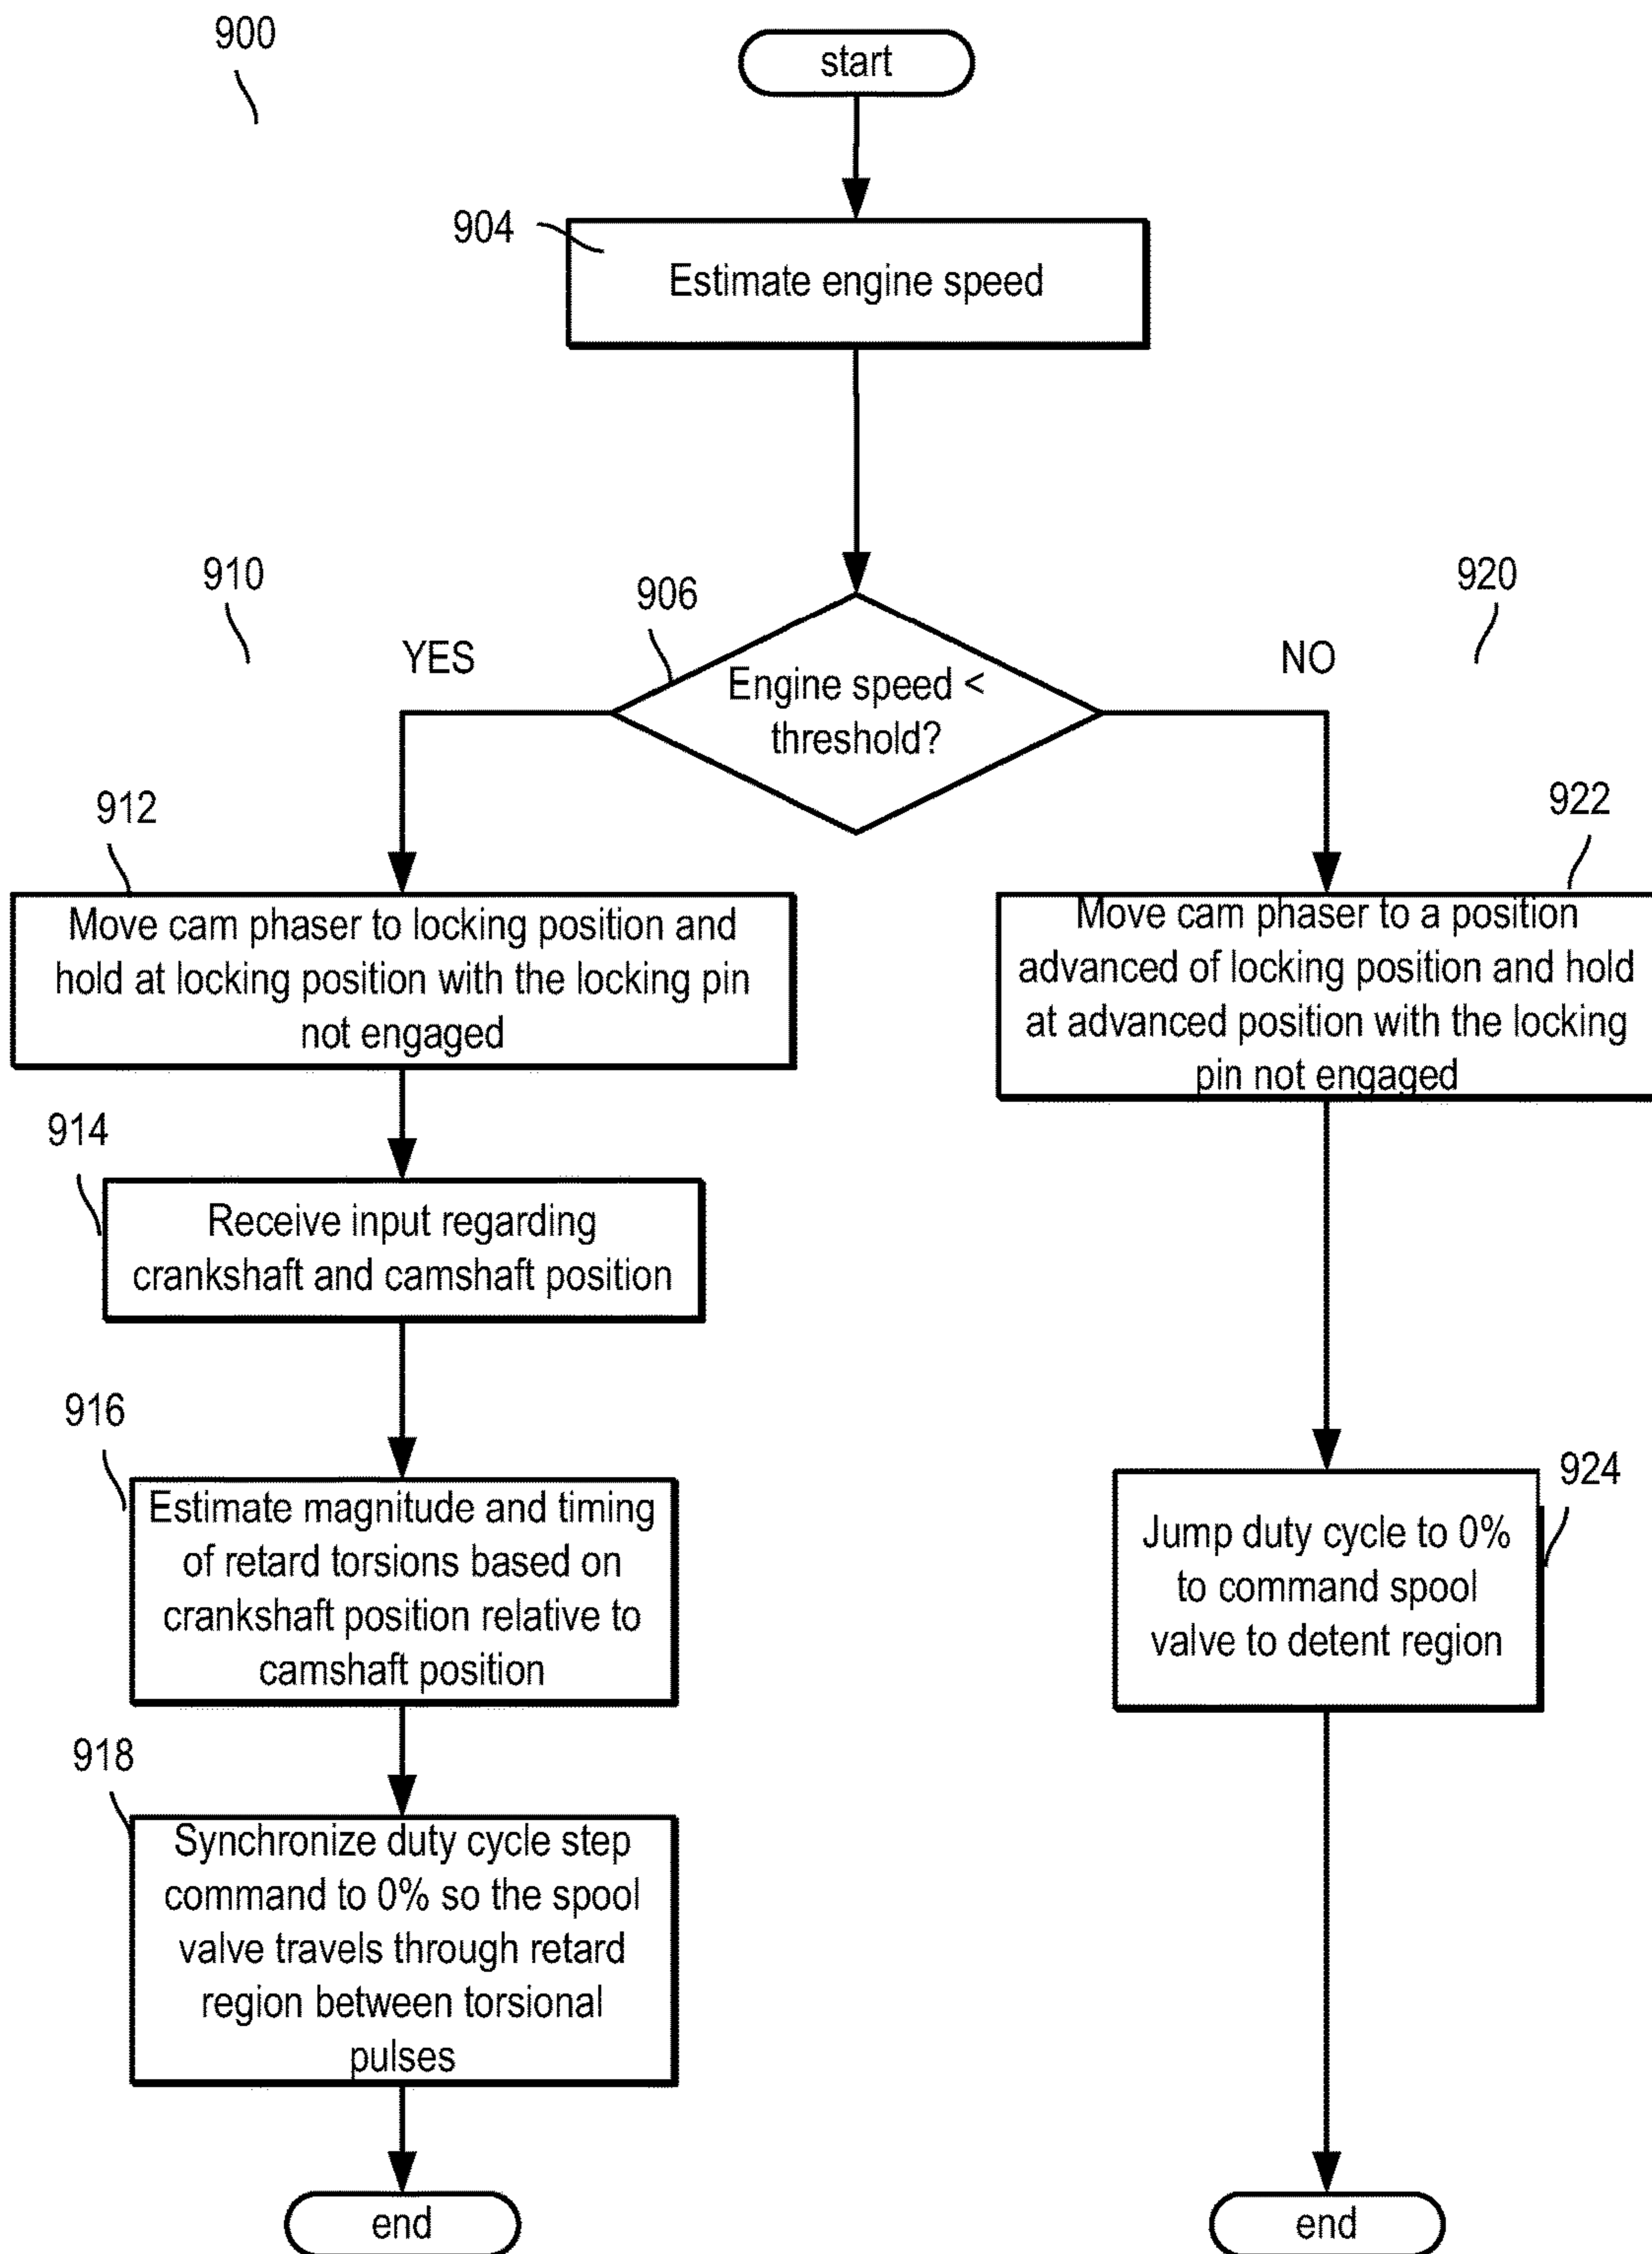 900
start
904
Estimate engine speed
910
920
906
YES
NO
Engine speed <
threshold?
912
Move cam phaser to locking position and
hold at locking position with the locking pin
not engaged
922
Move cam phaser to a position
advanced of locking position and hold
at advanced position with the locking
pin not engaged
914
Receive input regarding
crankshaft and camshaft position
916
Estimate magnitude and timing
of retard torsions based on
crankshaft position relative to
camshaft position
924
Jump duty cycle to 0%
to command spool
valve to detent region
918
Synchronize duty cycle step
command to 0% so the spool
valve travels through retard
region between torsional
pulses
end
end